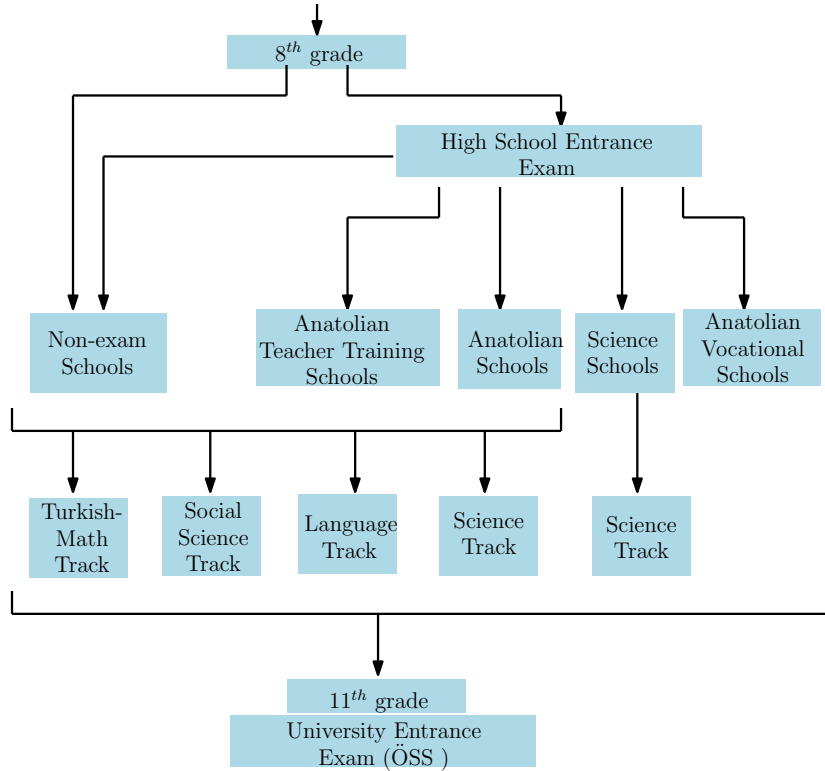 8th grade
High School Entrance
Exam
Non-exam
Schools
Anatolian
Teacher Training
Schools
Anatolian
Schools
Science
Schools
Anatolian
Vocational
Schools
Turkish-
Math
Track
Social
Science
Track
Language
Track
Science
Track
Science
Track
11th grade
University Entrance
Exam (ÖSS )